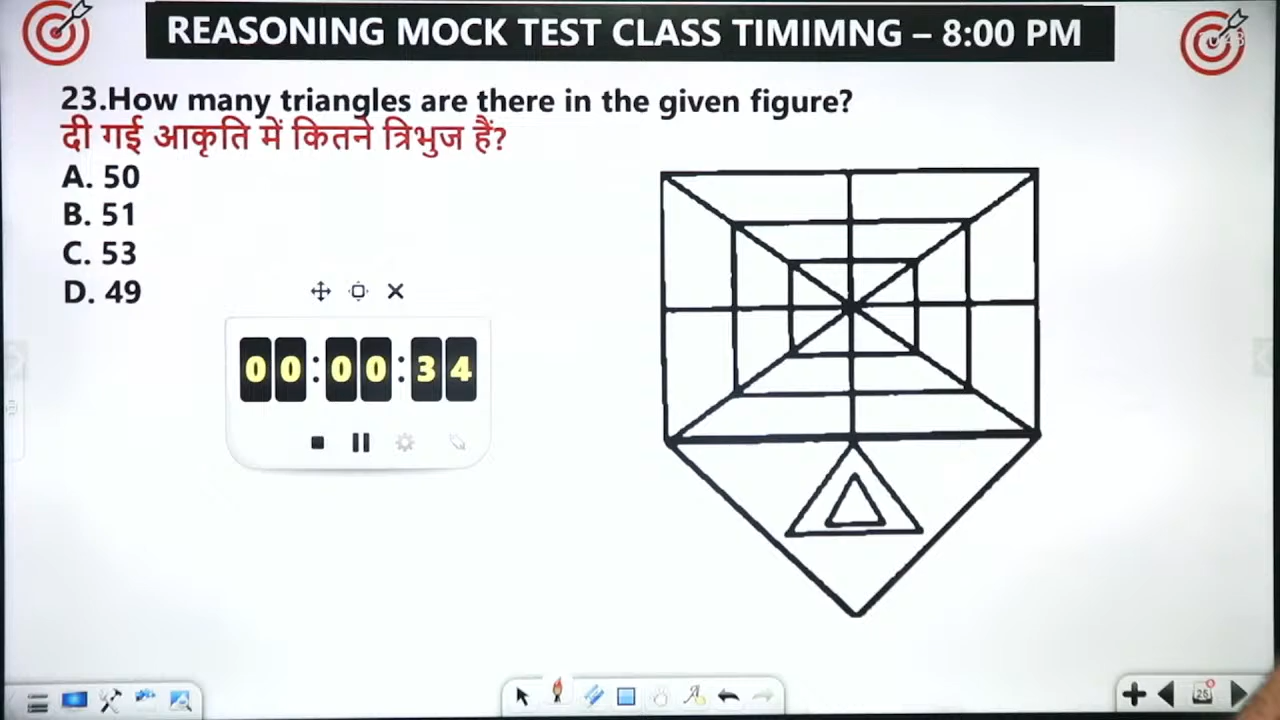 REASONING MOCK TEST CLASS TIMIMNG – 8:00 PM
23.How many triangles are there in the given figure?
दी गई आकृति में कितने त्रिभुज हैं?
A. 50
B. 51
C. 53
D. 49
00:00:34
25